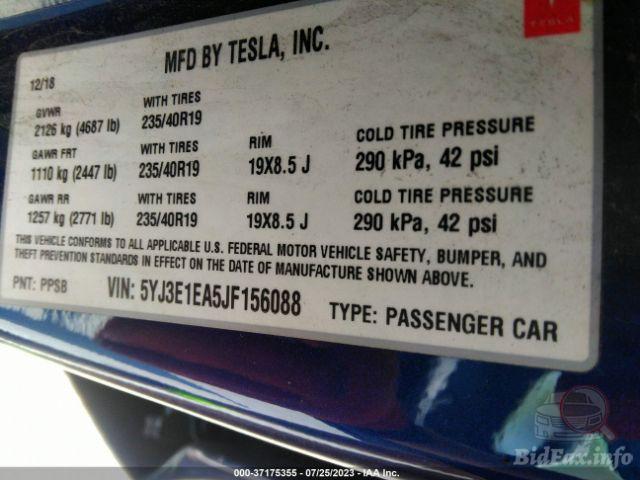 TESLA
MFD BY TESLA, INC.
12/18
GVWR WITH TIRES
2126 kg (4687 lb) 235/40R19
GAWR FRT WITH TIRES RIM COLD TIRE PRESSURE
1110 kg (2447 lb) 235/40R19 19X8.5 J 290 kPa, 42 psi
GAWR RR WITH TIRES RIM COLD TIRE PRESSURE
1257 kg (2771 lb) 235/40R19 19X8.5 J 290 kPa, 42 psi
THIS VEHICLE CONFORMS TO ALL APPLICABLE U.S. FEDERAL MOTOR VEHICLE SAFETY, BUMPER, AND
THEFT PREVENTION STANDARDS IN EFFECT ON THE DATE OF MANUFACTURE SHOWN ABOVE.
PNT: PPSB VIN: 5YJ3E1EA5JF156088 TYPE: PASSENGER CAR
BidFax.info
000-37175355 - 07/25/2023 - IAA Inc.